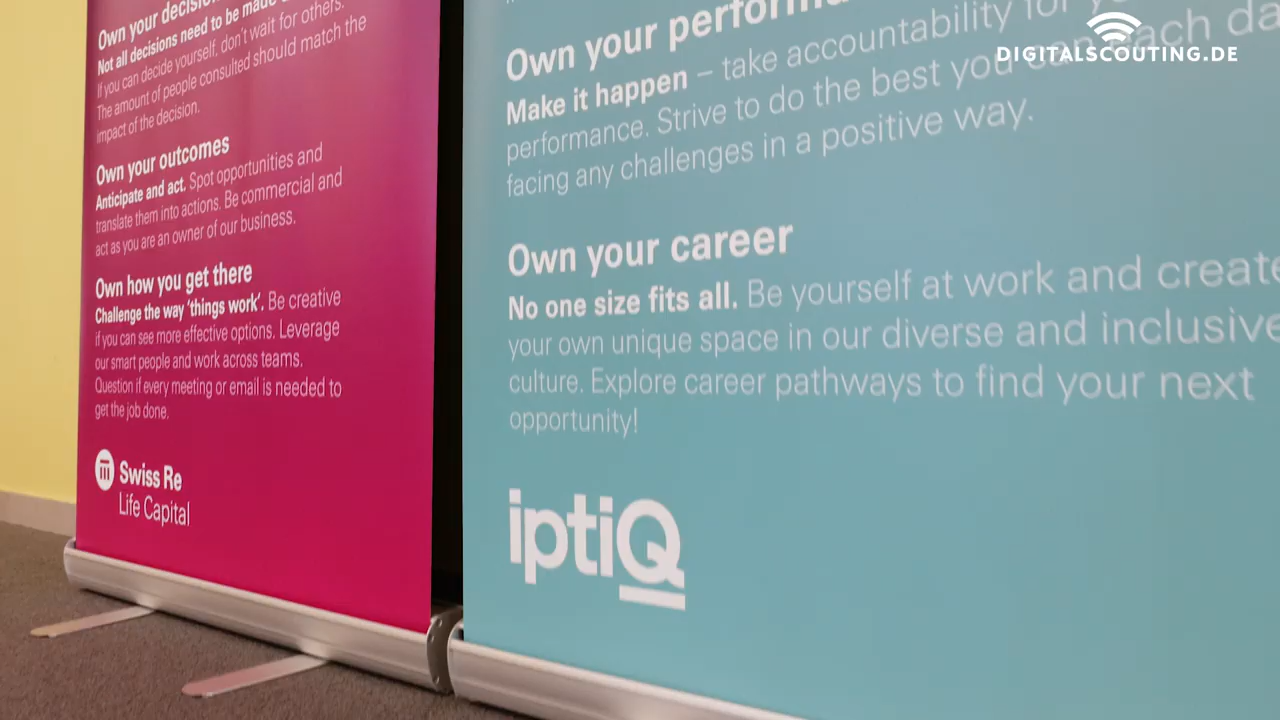 Own your decisions
Not all decisions need to be made
If you can decide yourself, don't wait for others.
The amount of people consulted should match the
impact of the decision.
Own your outcomes
Anticipate and act. Spot opportunities and
translate them into actions. Be commercial and
act as you are an owner of our business.
Own how you get there
Challenge the way 'things work'. Be creative
if you can see more effective options. Leverage
our smart people and work across teams.
Question if every meeting or email is needed to
get the job done.
Swiss Re
Life Capital
Own your performa
Make it happen – take accountability for
performance. Strive to do the best you can each da
facing any challenges in a positive way.
Own your career
No one size fits all. Be yourself at work and create
your own unique space in our diverse and inclusive
culture. Explore career pathways to find your next
opportunity!
iptiQ
DIGITALSCOUTING.DE